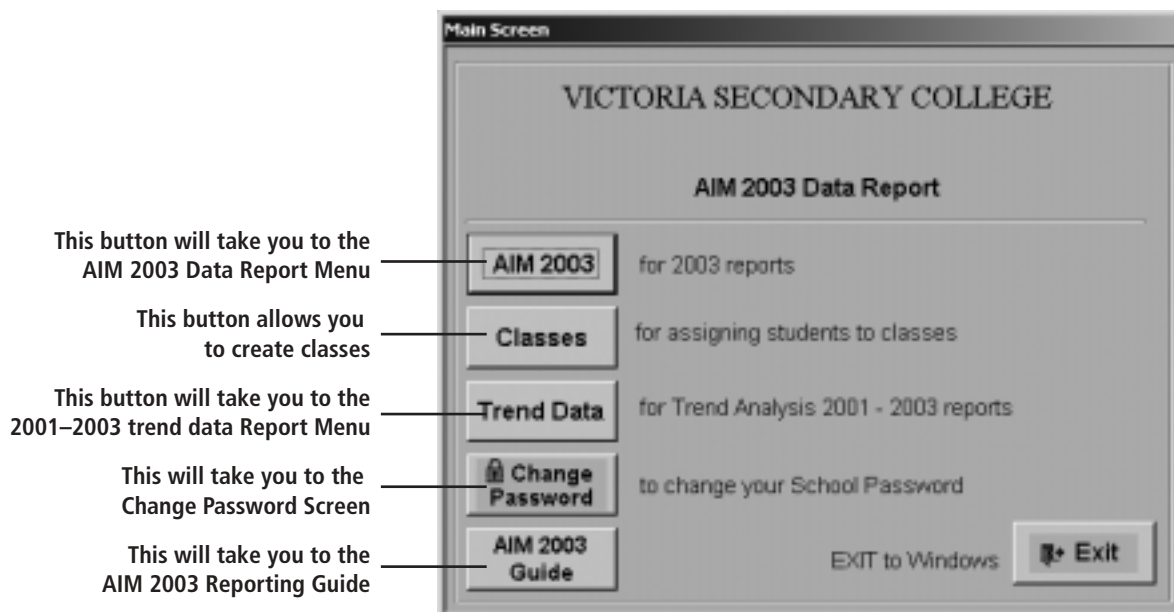 Main Screen
VICTORIA SECONDARY COLLEGE
AIM 2003 Data Report
This button will take you to the
AIM 2003 Data Report Menu
AIM 2003
for 2003 reports
This button allows you
to create classes
Classes
for assigning students to classes
This button will take you to the
2001–2003 trend data Report Menu
Trend Data
for Trend Analysis 2001 - 2003 reports
This will take you to the
Change Password Screen
Change
Password
to change your School Password
This will take you to the
AIM 2003 Reporting Guide
AIM 2003
Guide
EXIT to Windows
Exit